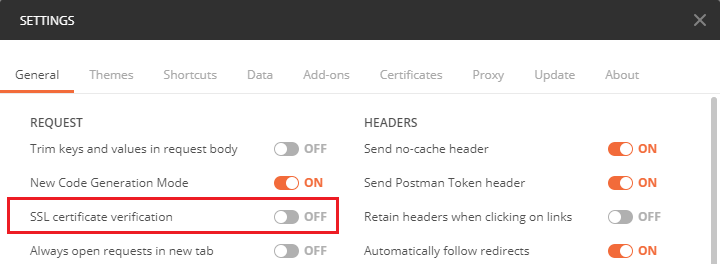 SETTINGS
General Themes Shortcuts Data Add-ons Certificates Proxy Update About
REQUEST
Trim keys and values in request body OFF
New Code Generation Mode ON
SSL certificate verification OFF
Always open requests in new tab OFF
HEADERS
Send no-cache header ON
Send Postman Token header ON
Retain headers when clicking on links OFF
Automatically follow redirects ON